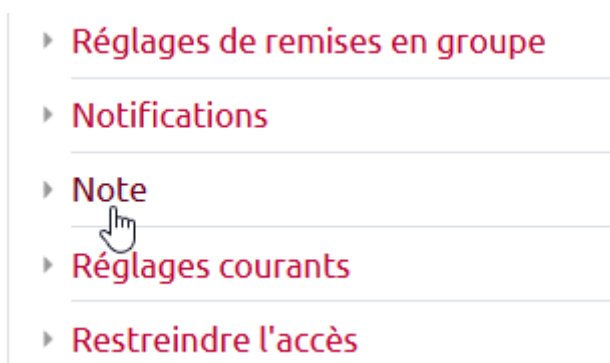 Réglages de remises en groupe
Notifications
Note
Réglages courants
Restreindre l'accès